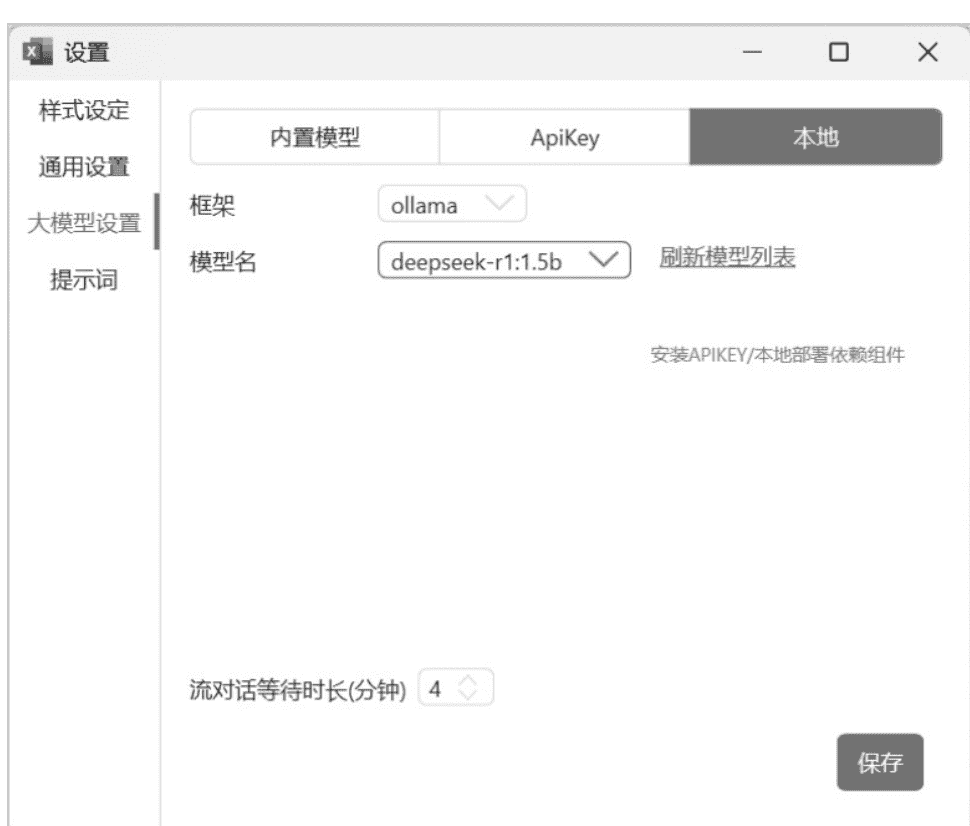 设置
样式设定
通用设置
大模型设置
提示词
内置模型 ApiKey 本地
框架 ollama
模型名 deepseek-r1:1.5b 刷新模型列表
安装APIKEY/本地部署依赖组件
流对话等待时长(分钟) 4
保存